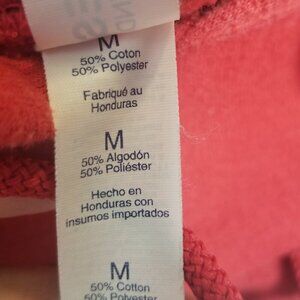 M
50% Cotton
50% Polyester
Fabriqué au
Honduras
M
50% Algodón
50% Poliéster
Hecho en
Honduras con
insumos importados
M
50% Cotton
50% Polyester